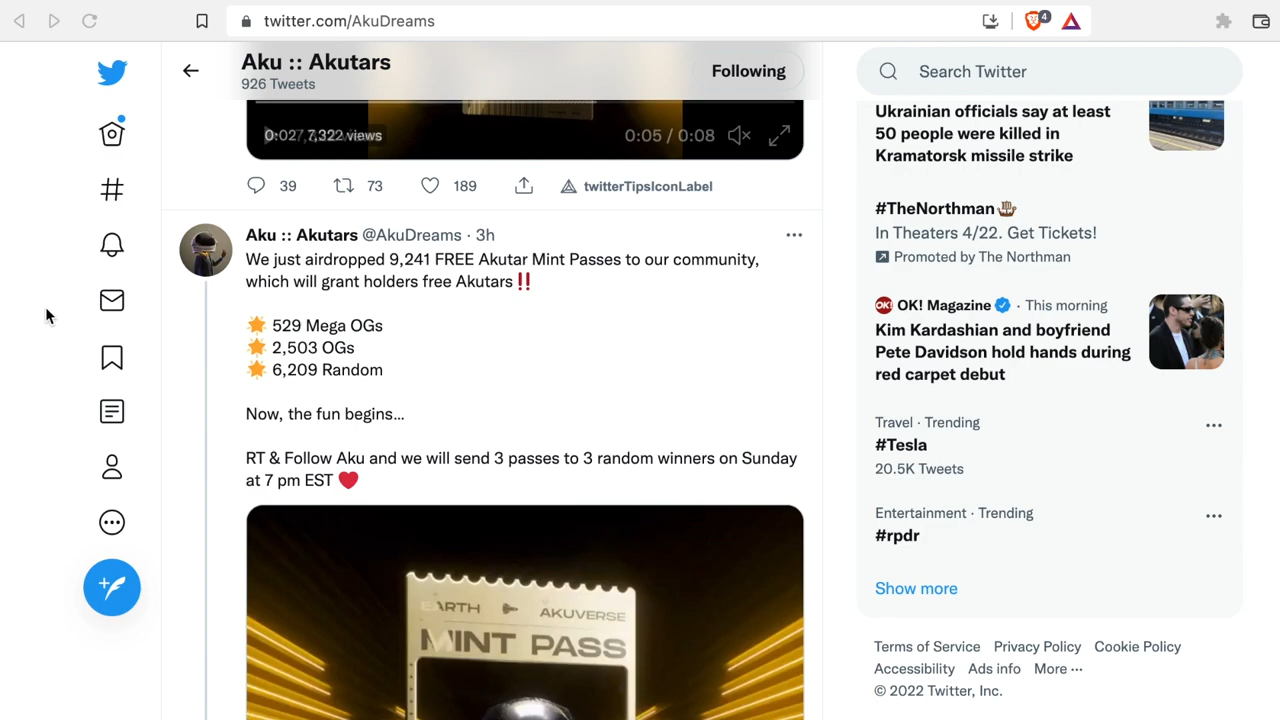 twitter.com/AkuDreams
4
Aku :: Akutars
926 Tweets
Following
Search Twitter
7,322 views
0:05 / 0:08
39
73
189
twitterTipsIconLabel
Aku :: Akutars @AkuDreams · 3h
We just airdropped 9,241 FREE Akutar Mint Passes to our community,
which will grant holders free Akutars‼️
🌟 529 Mega OGs
🌟 2,503 OGs
🌟 6,209 Random
Now, the fun begins...
RT & Follow Aku and we will send 3 passes to 3 random winners on Sunday
at 7 pm EST ❤️
EARTH
AKUVERSE
MINT PASS
Ukrainian officials say at least
50 people were killed in
Kramatorsk missile strike
#TheNorthman
In Theaters 4/22. Get Tickets!
Promoted by The Northman
OK!
OK! Magazine · This morning
Kim Kardashian and boyfriend
Pete Davidson hold hands during
red carpet debut
Travel · Trending
#Tesla
20.5K Tweets
Entertainment · Trending
#rpdr
Show more
Terms of Service Privacy Policy Cookie Policy
Accessibility Ads info More ···
© 2022 Twitter, Inc.